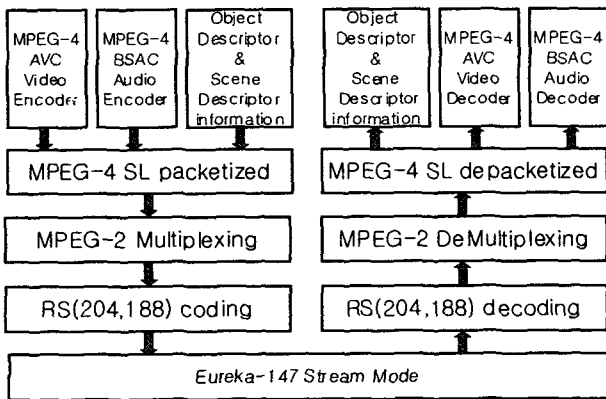 MPEG-4
AVC
Video
Encoder
MPEG-4
BSAC
Audio
Encoder
Object
Descriptor
&
Scene
Descriptor
information
Object
Descriptor
&
Scene
Descriptor
information
MPEG-4
AVC
Video
Decoder
MPEG-4
BSAC
Audio
Decoder
MPEG-4 SL packetized
MPEG-4 SL depacketized
MPEG-2 Multiplexing
MPEG-2 DeMultiplexing
RS(204,188) coding
RS(204,188) decoding
Eureka-147 Stream Mode